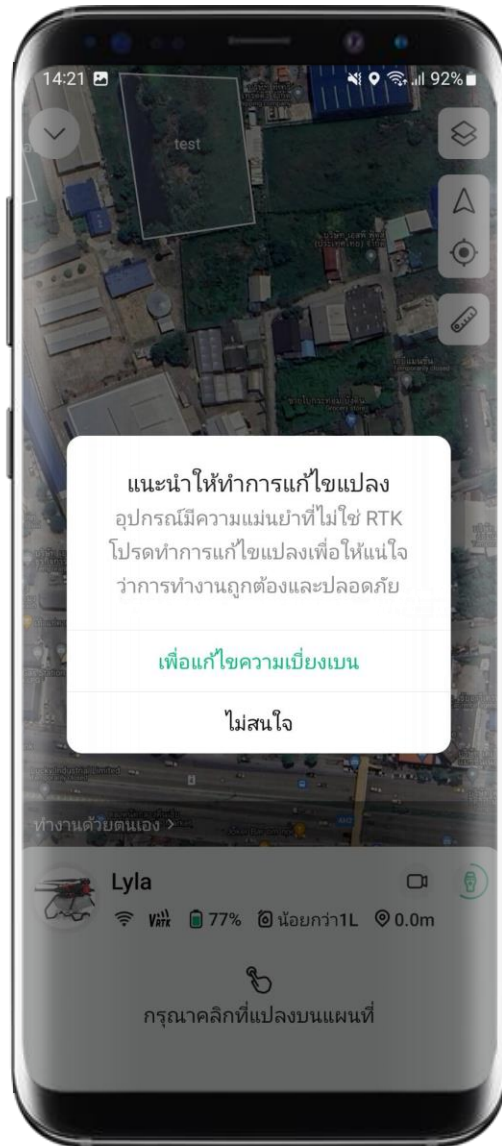 14:21
92%
test
แนะนำให้ทำการแก้ไขแปลง
อุปกรณ์มีความแม่นยำที่ไม่ใช่ RTK
โปรดทำการแก้ไขแปลงเพื่อให้แน่ใจ
ว่าการทำงานถูกต้องและปลอดภัย
เพื่อแก้ไขความเบี่ยงเบน
ไม่สนใจ
ทำงานด้วยตนเอง >
Lyla
77% น้อยกว่า1L 0.0m
กรุณาคลิกที่แปลงบนแผนที่